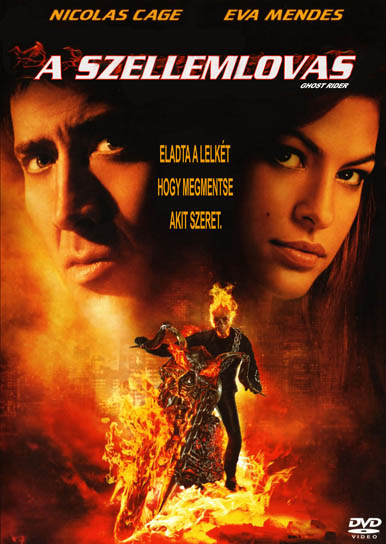 NICOLAS CAGE EVA MENDES
A SZELLEMLOVAS
GHOST RIDER
ELADTA A LELKÉT
HOGY MEGMENTSE
AKIT SZERET.
DVD
VIDEO